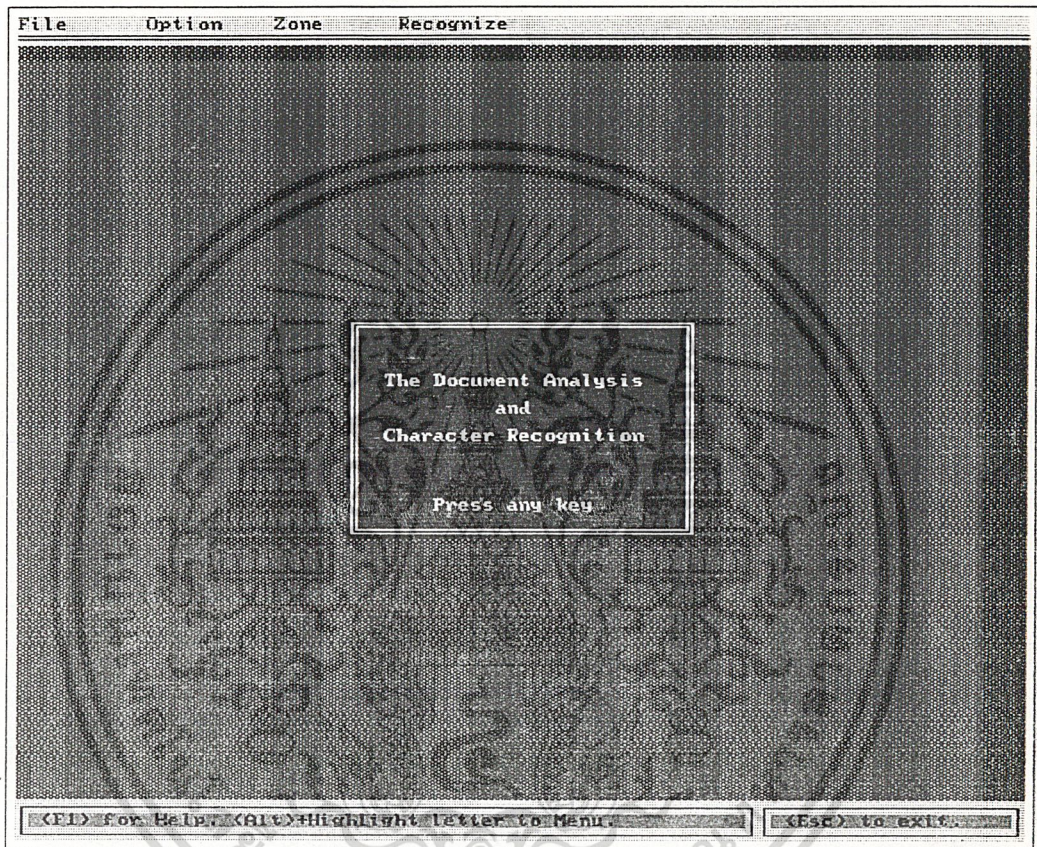 File Option Zone Recognize
The Document Analysis
and
Character Recognition
Press any key
<F1> for Help. <Alt>+Highlight letter to Menu.
<Esc> to exit.